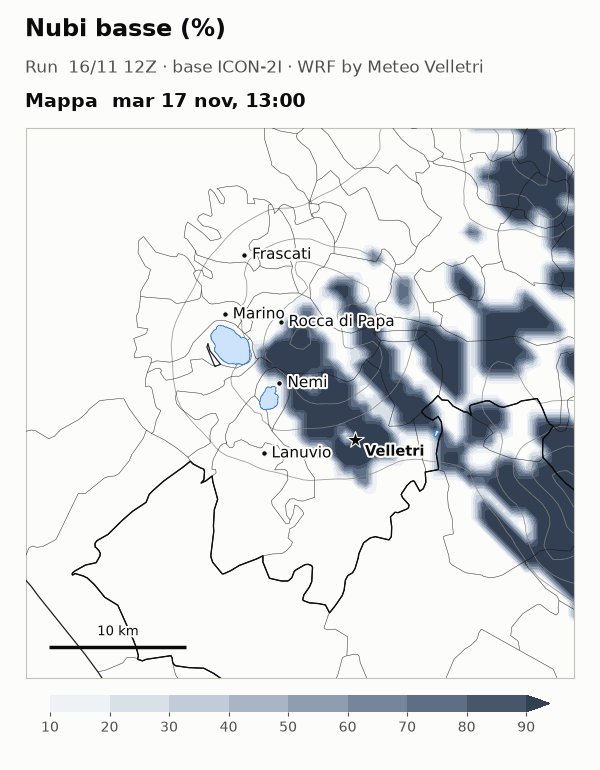 Nubi basse (%)
Run  16/11 12Z · base ICON-2I · WRF by Meteo Velletri
Mappa  mar 17 nov, 13:00
Frascati
Marino
Rocca di Papa
Nemi
Velletri
Lanuvio
10 km
10 20 30 40 50 60 70 80 90